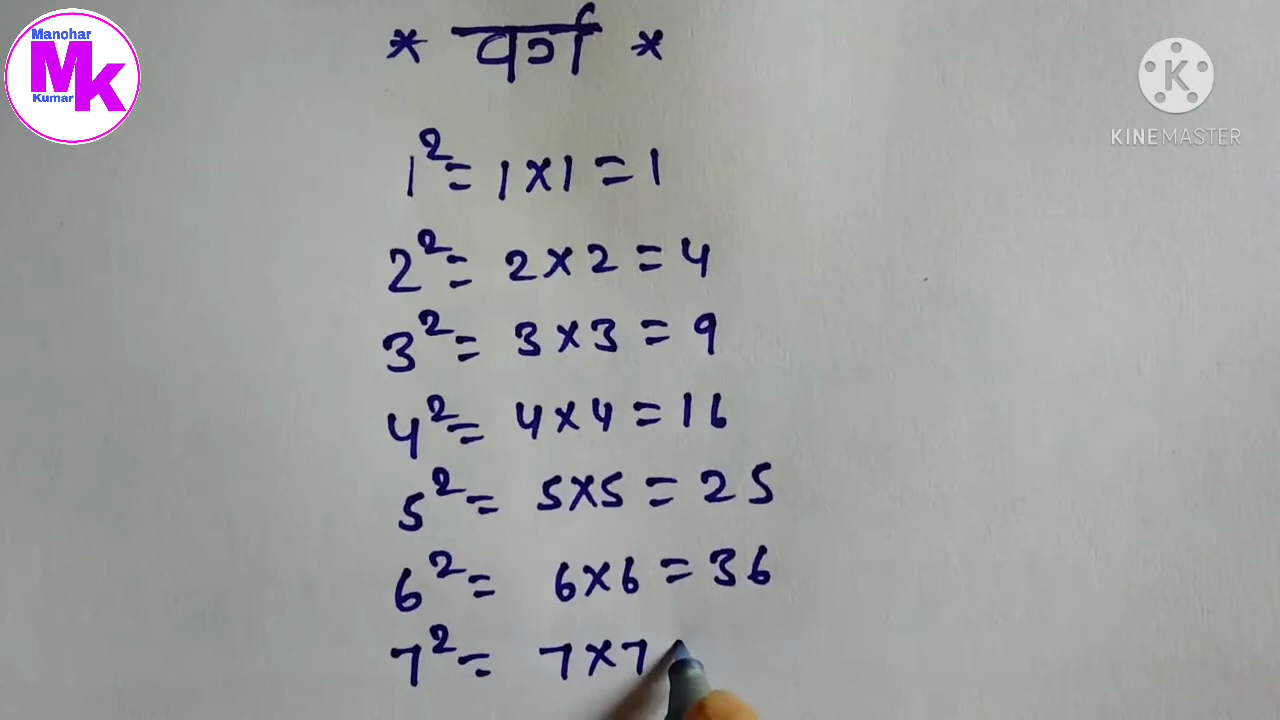 Manohar
MK
Kumar
K
KINEMASTER
* वर्ग *
1² = 1×1 = 1
2² = 2×2 = 4
3² = 3×3 = 9
4² = 4×4 = 16
5² = 5×5 = 25
6² = 6×6 = 36
7² = 7×7